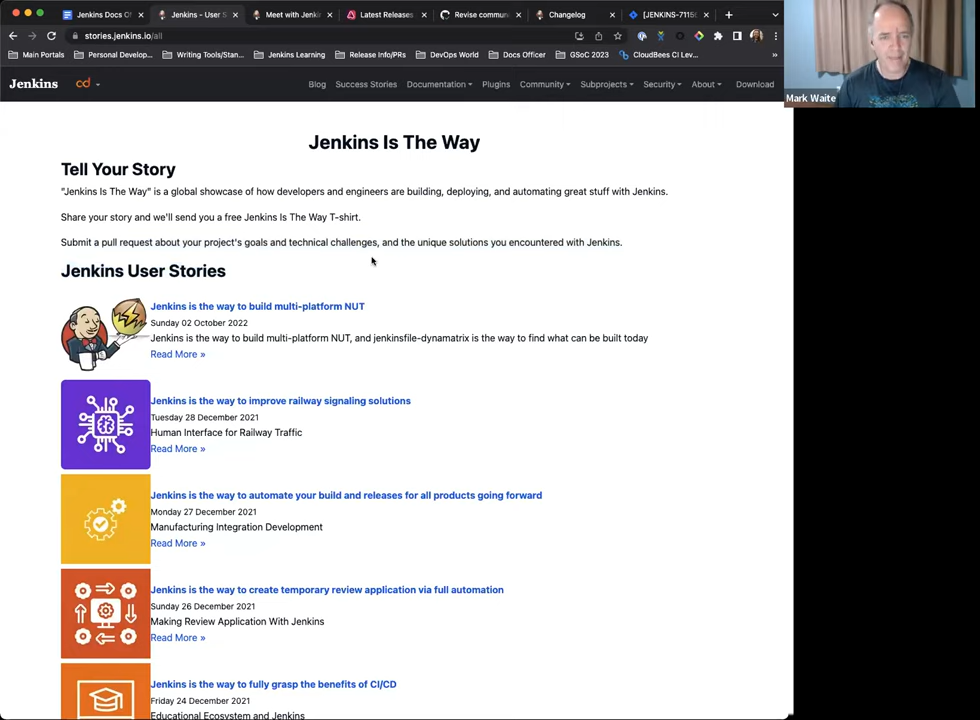 Jenkins Docs Of
Jenkins - User S
Meet with Jenkin
Latest Releases
Revise commun
Changelog
[JENKINS-7115
stories.jenkins.io/all
Main Portals
Personal Develop...
Writing Tools/Stan...
Jenkins Learning
Release Info/PRs
DevOps World
Docs Officer
GSoC 2023
CloudBees CI Lev...
»
Mark Waite
Jenkins
cd
Blog
Success Stories
Documentation
Plugins
Community
Subprojects
Security
About
Download
Jenkins Is The Way
Tell Your Story
"Jenkins Is The Way" is a global showcase of how developers and engineers are building, deploying, and automating great stuff with Jenkins.
Share your story and we'll send you a free Jenkins Is The Way T-shirt.
Submit a pull request about your project's goals and technical challenges, and the unique solutions you encountered with Jenkins.
Jenkins User Stories
Jenkins is the way to build multi-platform NUT
Sunday 02 October 2022
Jenkins is the way to build multi-platform NUT, and jenkinsfile-dynamatrix is the way to find what can be built today
Read More »
Jenkins is the way to improve railway signaling solutions
Tuesday 28 December 2021
Human Interface for Railway Traffic
Read More »
Jenkins is the way to automate your build and releases for all products going forward
Monday 27 December 2021
Manufacturing Integration Development
Read More »
Jenkins is the way to create temporary review application via full automation
Sunday 26 December 2021
Making Review Application With Jenkins
Read More »
Jenkins is the way to fully grasp the benefits of CI/CD
Friday 24 December 2021
Educational Ecosystem and Jenkins